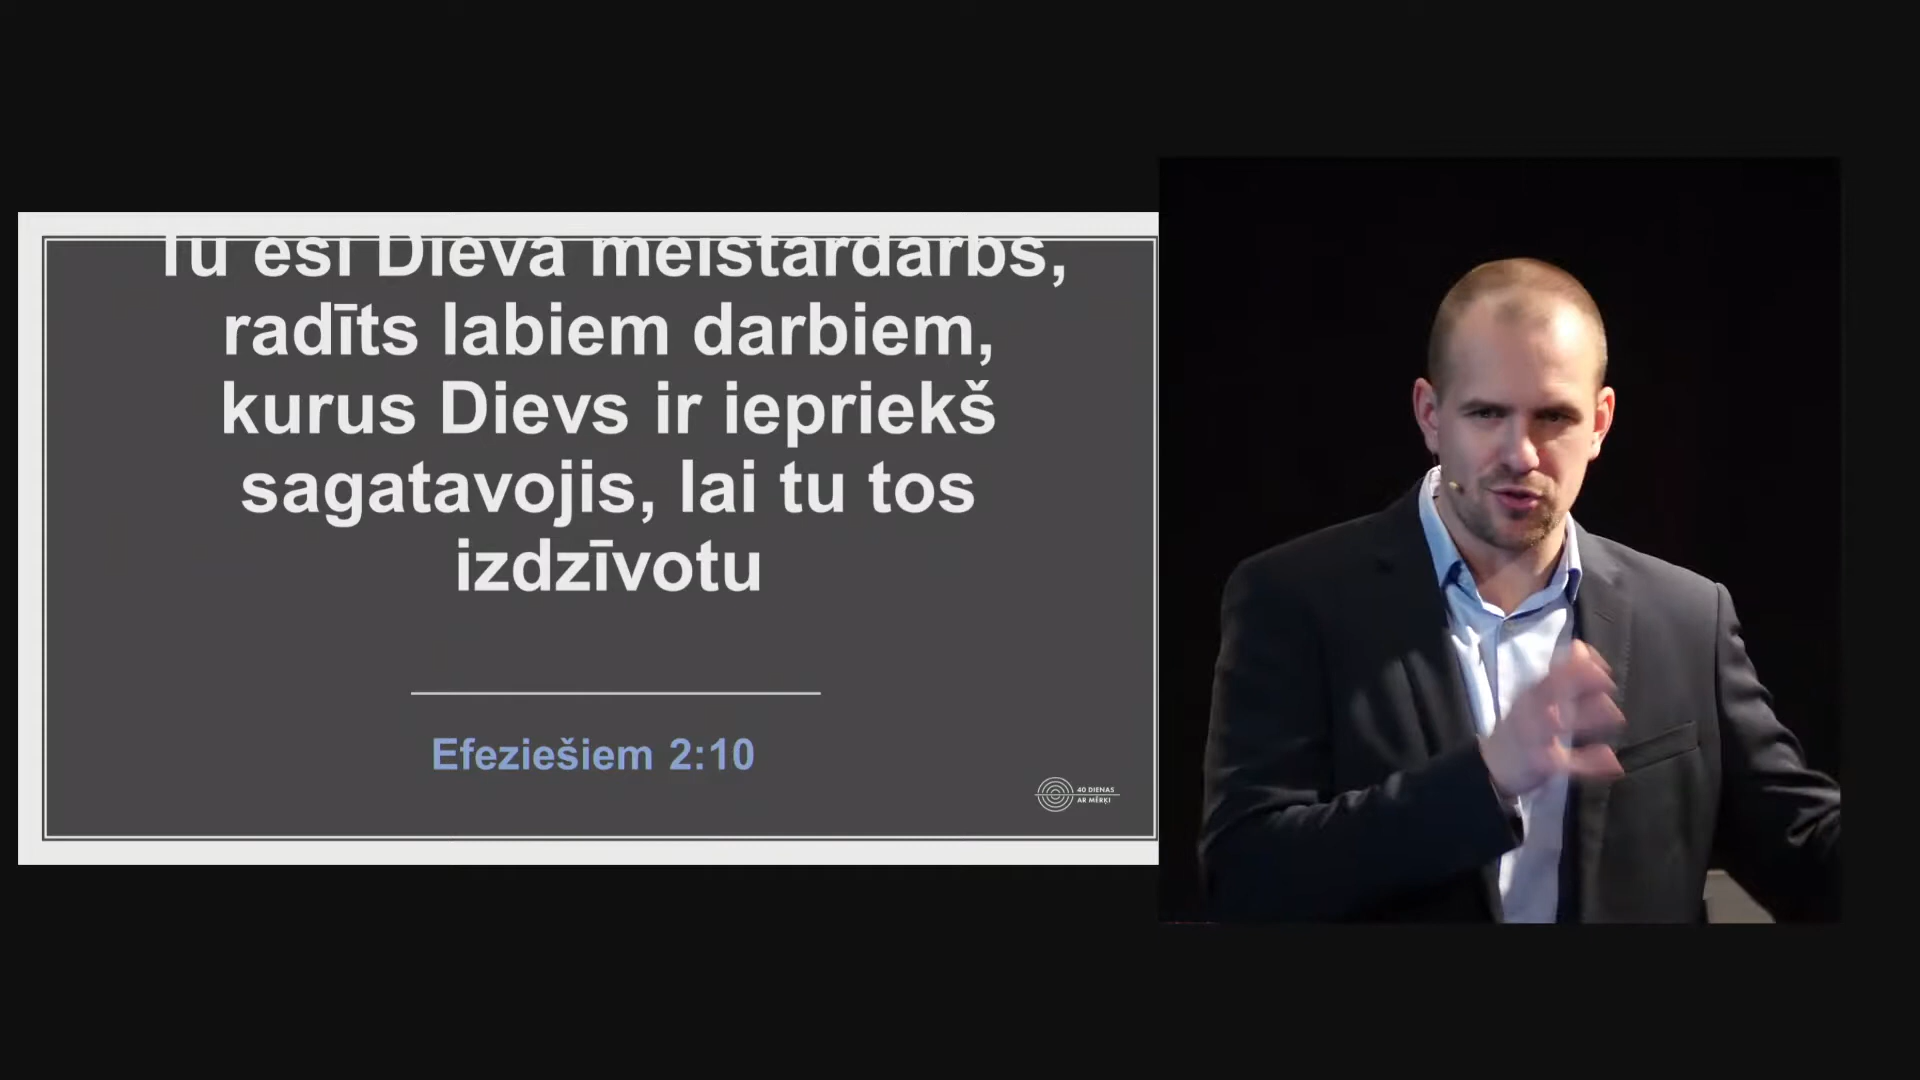 Tu esi Dieva meistardarbs,
radīts labiem darbiem,
kurus Dievs ir iepriekš
sagatavojis, lai tu tos
izdzīvotu
Efeziešiem 2:10
40 DIENAS
AR MĒRĶI